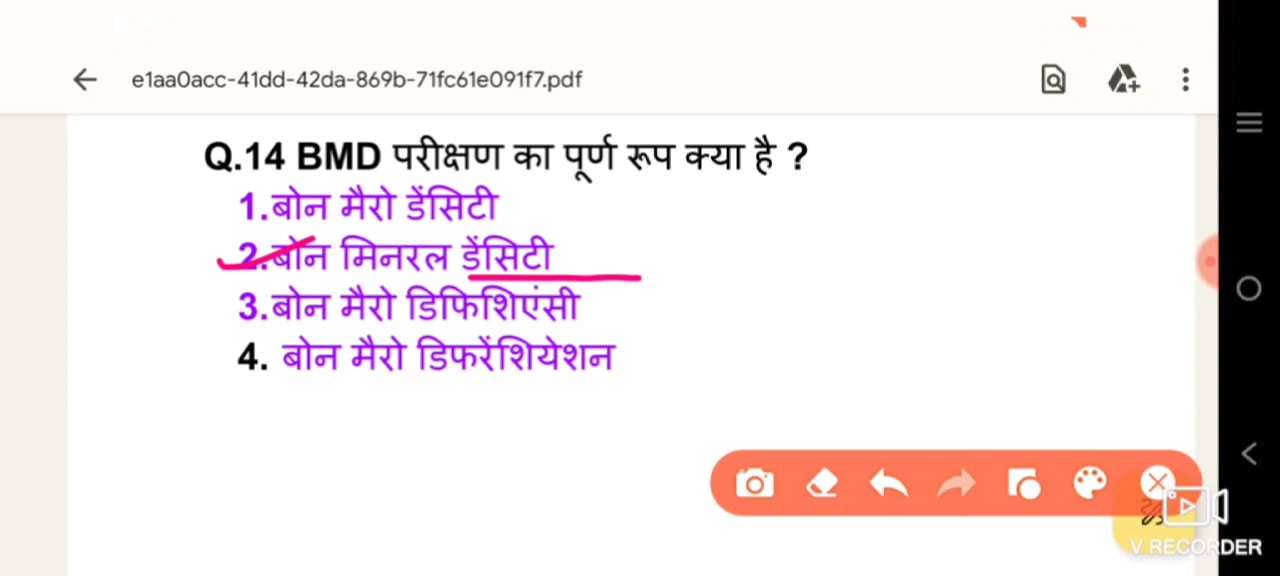 e1aa0acc-41dd-42da-869b-71fc61e091f7.pdf
Q.14 BMD परीक्षण का पूर्ण रूप क्या है ?
1.बोन मैरो डेंसिटी
2.बोन मिनरल डेंसिटी
3.बोन मैरो डिफिशिएंसी
4. बोन मैरो डिफरेंशियेशन
V RECORDER